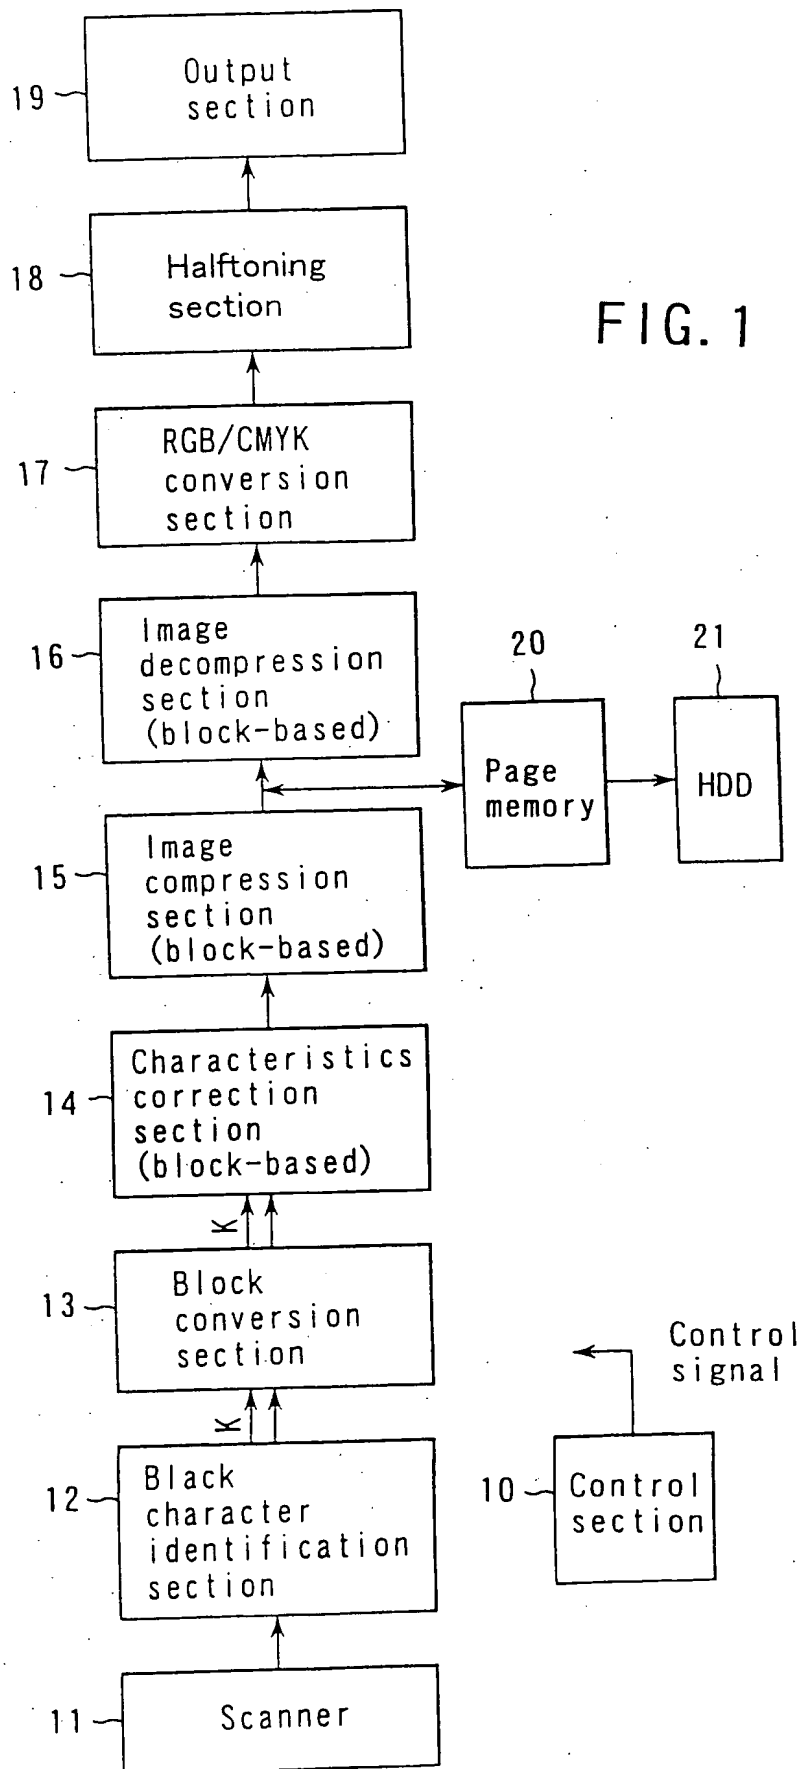 Output
section
19
Halftoning
section
18
FIG. 1
RGB/CMYK
conversion
section
17
Image
decompression
section
(block-based)
16
20
21
Page
memory
HDD
Image
compression
section
(block-based)
15
Characteristics
correction
section
(block-based)
14
K
Block
conversion
section
13
Control
signal
K
Black
character
identification
section
12
10
Control
section
Scanner
11